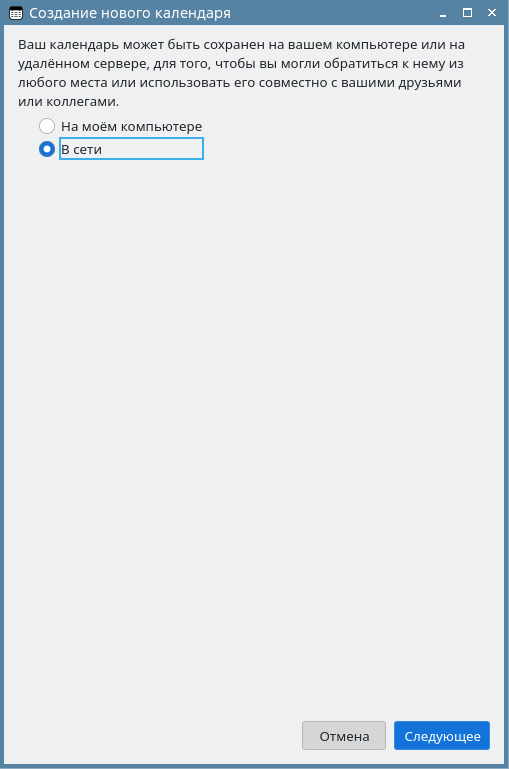 Создание нового календаря
Ваш календарь может быть сохранен на вашем компьютере или на
удалённом сервере, для того, чтобы вы могли обратиться к нему из
любого места или использовать его совместно с вашими друзьями
или коллегами.
На моём компьютере
В сети
Отмена
Следующее